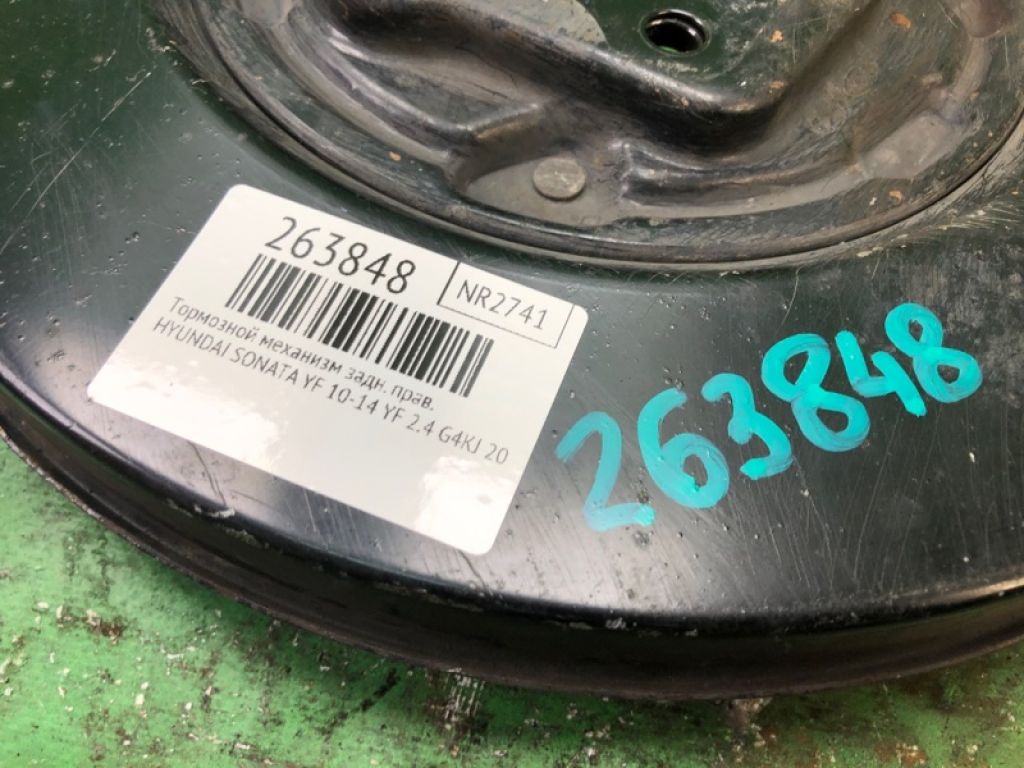 263848
NR2741
Тормозной механизм задн. прав.
HYUNDAI SONATA YF 10-14 YF 2.4 G4KJ 20
263848